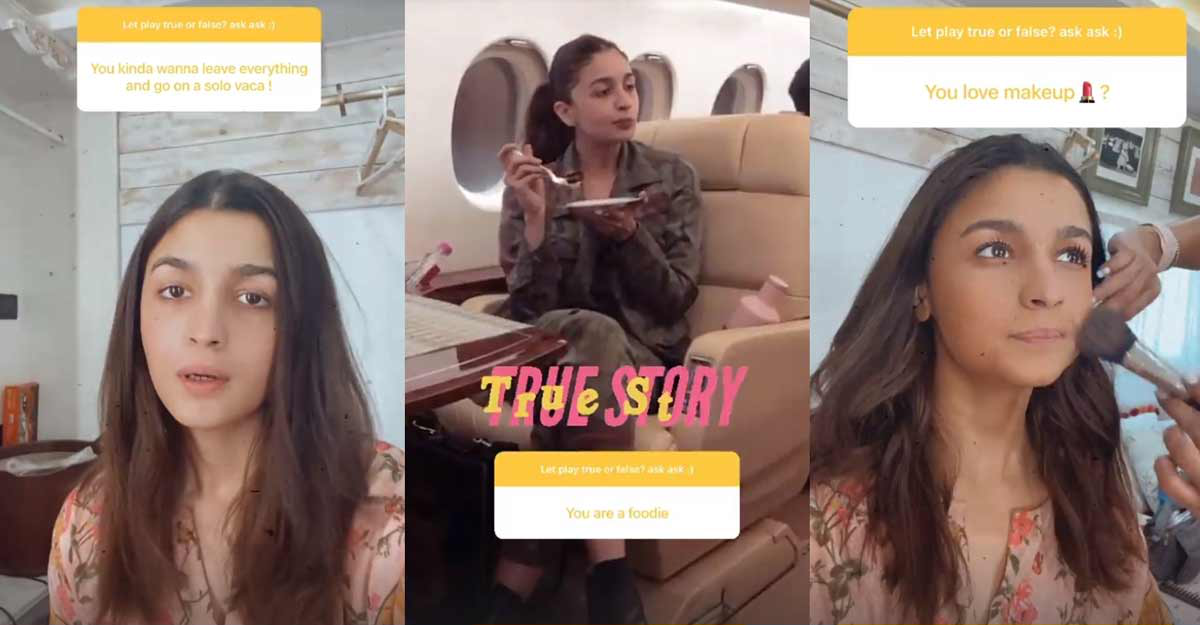 Let play true or false? ask ask :)
You kinda wanna leave everything
and go on a solo vaca !
TRUE STORY
True St
Let play true or false? ask ask :)
You are a foodie
Let play true or false? ask ask :)
You love makeup💄?